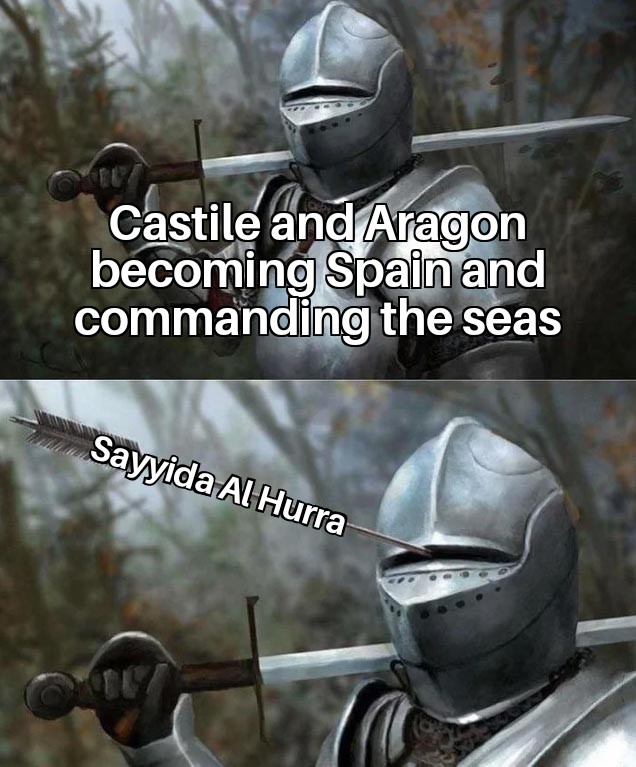 Castile and Aragon
becoming Spain and
commanding the seas
Sayyida Al Hurra